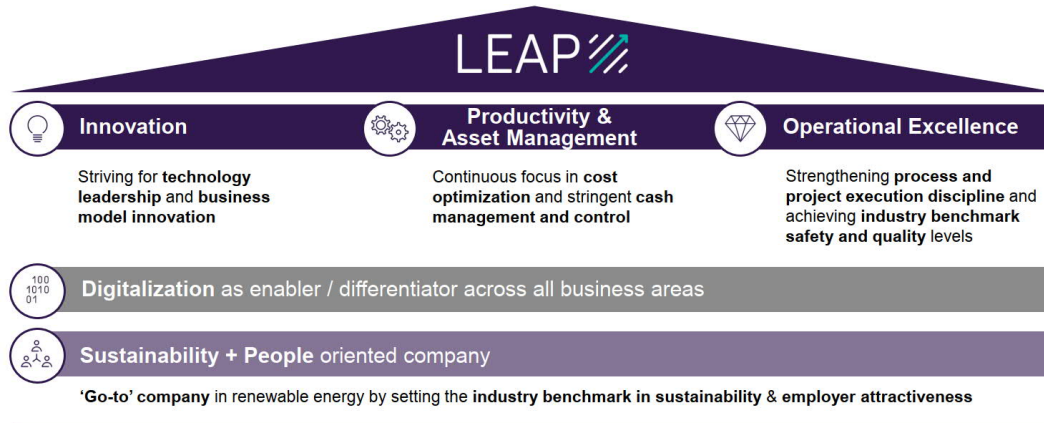 LEAP
Innovation
Striving for technology
leadership and business
model innovation
Productivity &
Asset Management
Continuous focus in cost
optimization and stringent cash
management and control
Operational Excellence
Strengthening process and
project execution discipline and
achieving industry benchmark
safety and quality levels
100
1010
01
Digitalization as enabler / differentiator across all business areas
Sustainability + People oriented company
‘Go-to’ company in renewable energy by setting the industry benchmark in sustainability & employer attractiveness